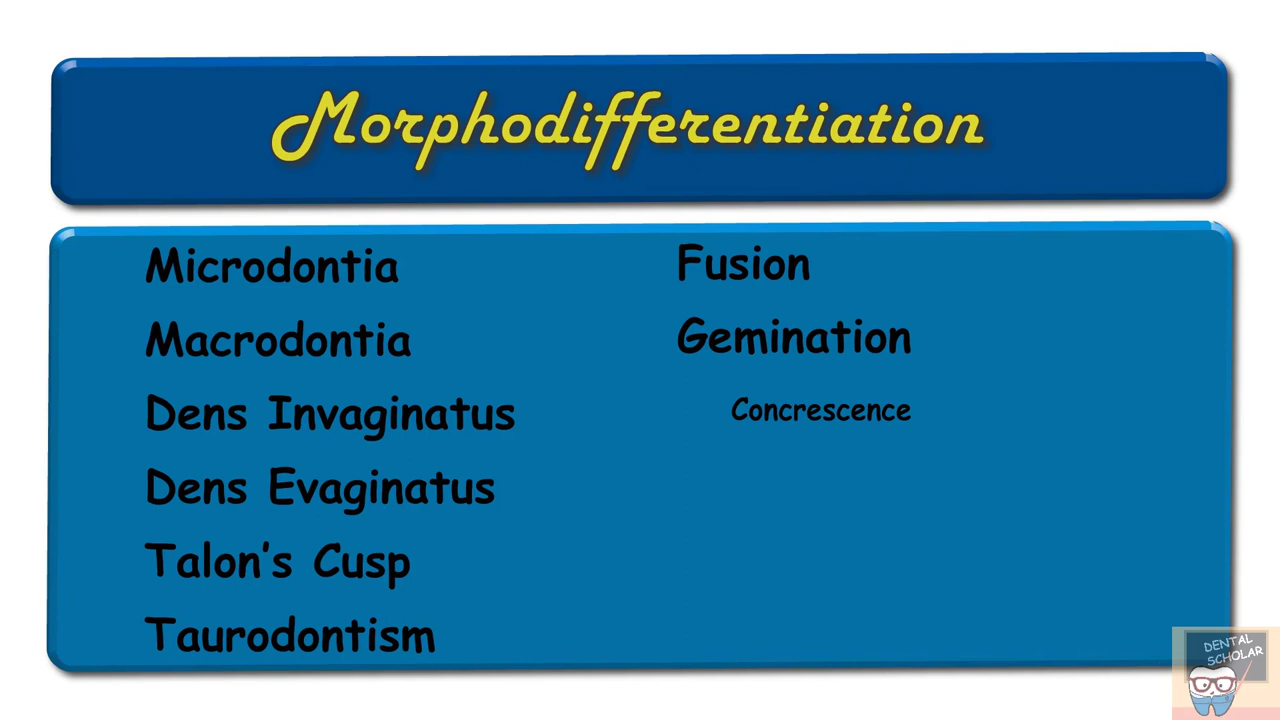 Morphodifferentiation
Microdontia
Macrodontia
Dens Invaginatus
Dens Evaginatus
Talon's Cusp
Taurodontism
Fusion
Gemination
Concrescence
DENTAL
SCHOLAR